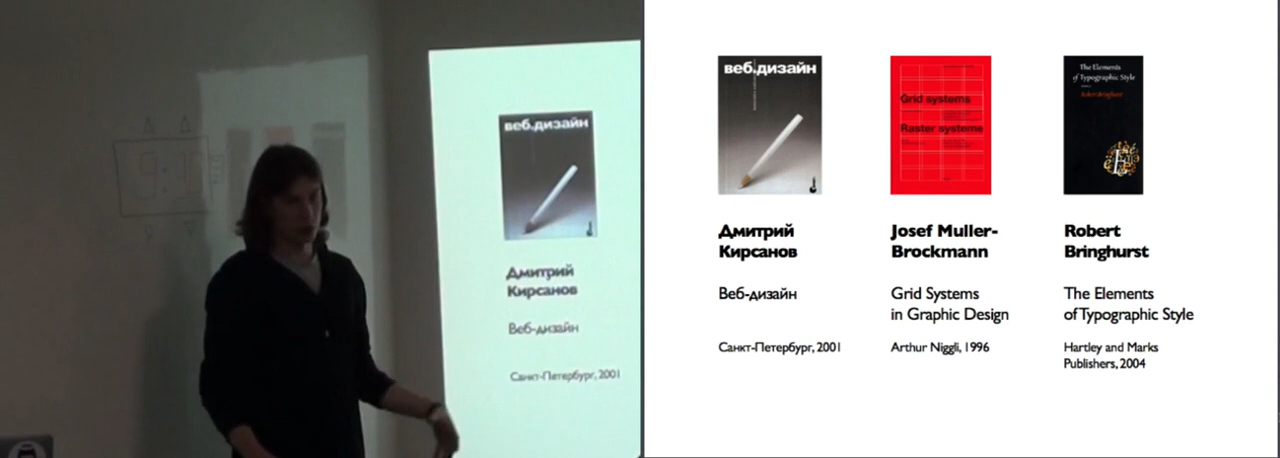 веб.дизайн
Дмитрий
Кирсанов
Веб-дизайн
Санкт-Петербург, 2001
веб.дизайн
Дмитрий
Кирсанов
Веб-дизайн
Санкт-Петербург, 2001
Grid systems
Raster systeme
Josef Muller-
Brockmann
Grid Systems
in Graphic Design
Arthur Niggli, 1996
The Elements
of Typographic Style
Robert Bringhurst
Robert
Bringhurst
The Elements
of Typographic Style
Hartley and Marks
Publishers, 2004